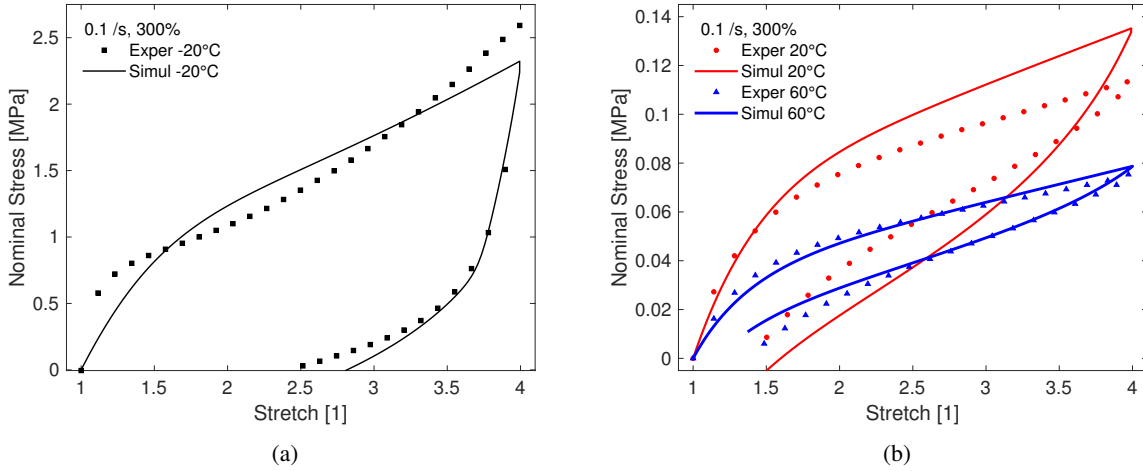 0.1 /s, 300%
Exper -20°C
Simul -20°C
Nominal Stress [MPa]
2.5
2
1.5
1
0.5
0
1
1.5
2
2.5
3
3.5
4
Stretch [1]
(a)
0.1 /s, 300%
Exper 20°C
Simul 20°C
Exper 60°C
Simul 60°C
Nominal Stress [MPa]
0.14
0.12
0.1
0.08
0.06
0.04
0.02
0
1
1.5
2
2.5
3
3.5
4
Stretch [1]
(b)